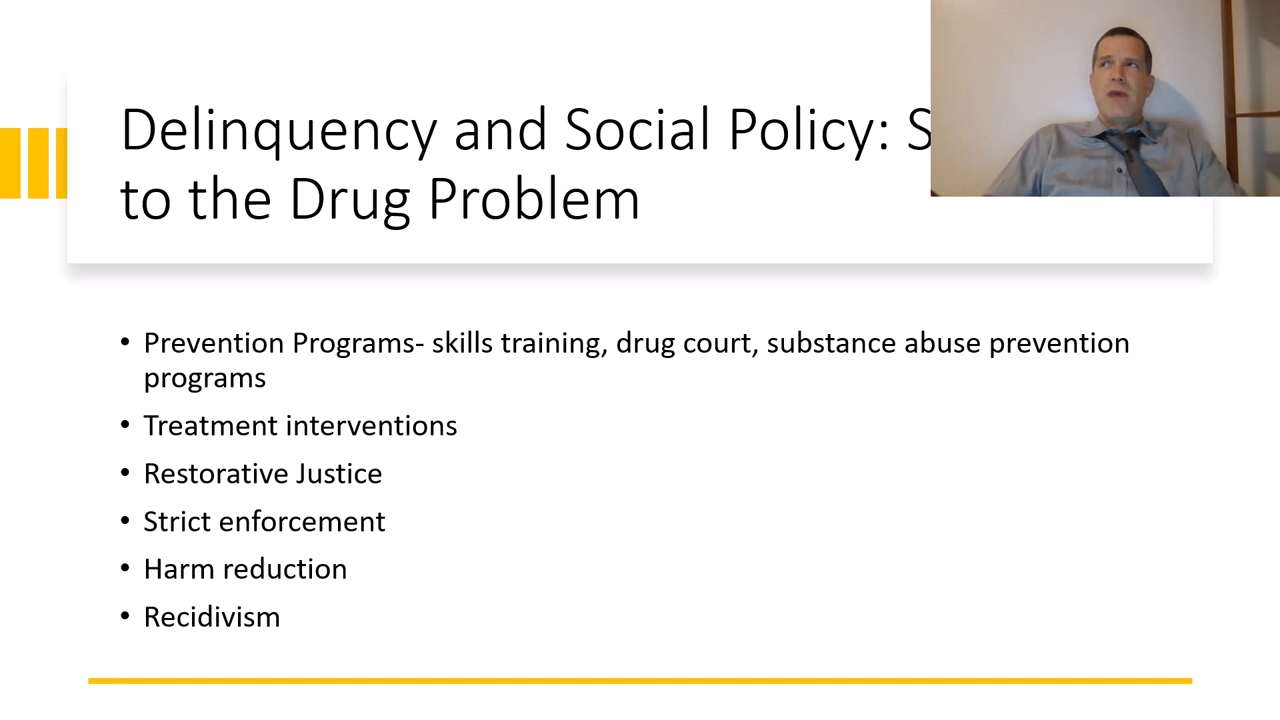 Delinquency and Social Policy: S
to the Drug Problem
• Prevention Programs- skills training, drug court, substance abuse prevention
programs
• Treatment interventions
• Restorative Justice
• Strict enforcement
• Harm reduction
• Recidivism